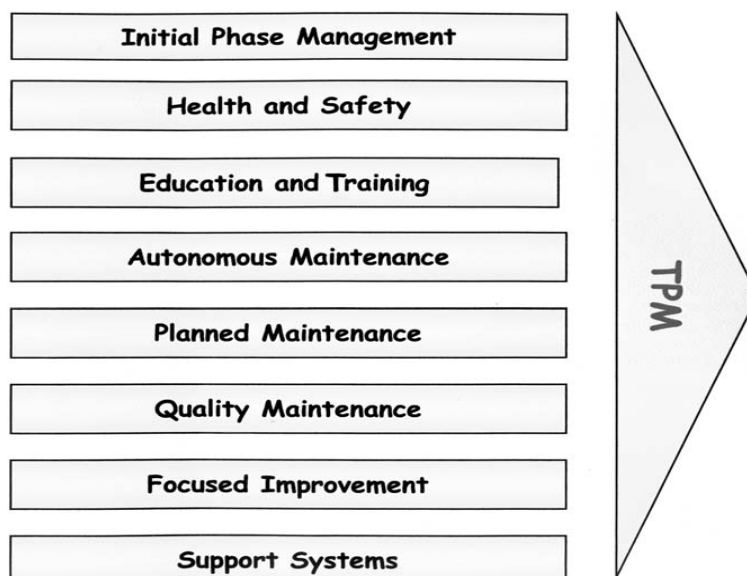 Initial Phase Management
Health and Safety
Education and Training
Autonomous Maintenance
Planned Maintenance
Quality Maintenance
Focused Improvement
Support Systems
TPM